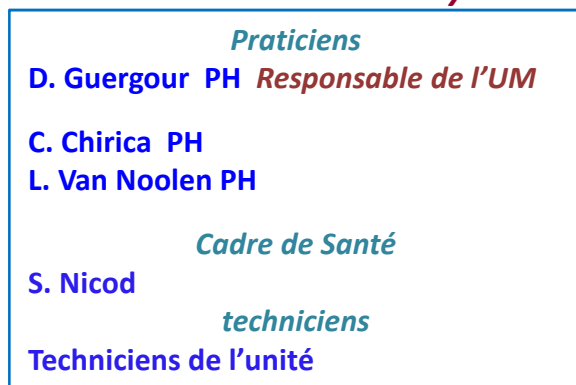 Praticiens
D. Guergour PH Responsable de l'UM
C. Chirica PH
L. Van Noolen PH
Cadre de Santé
S. Nicod
techniciens
Techniciens de l'unité